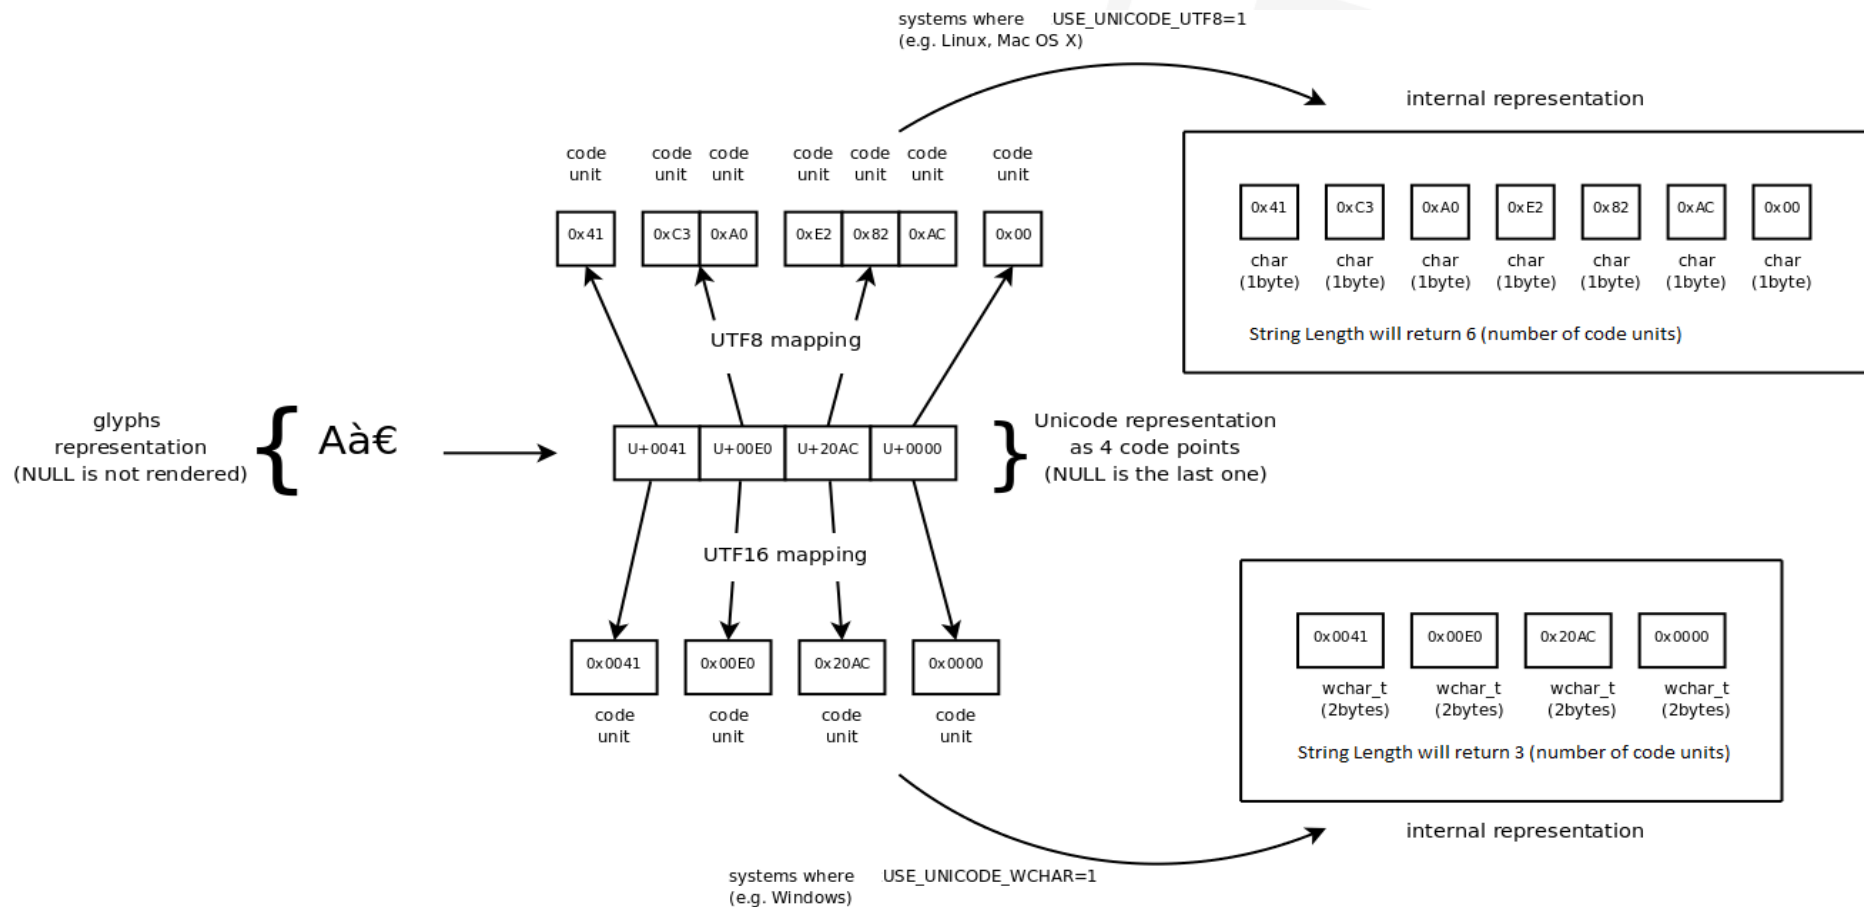 systems where USE_UNICODE_UTF8=1
(e.g. Linux, Mac OS X)
internal representation
code code code code code code code
unit unit unit unit unit unit unit
0x41 0xC3 0xA0 0xE2 0x82 0xAC 0x00
0x41 0xC3 0xA0 0xE2 0x82 0xAC 0x00
char char char char char char char
(1byte) (1byte) (1byte) (1byte) (1byte) (1byte) (1byte)
String Length will return 6 (number of code units)
UTF8 mapping
glyphs
representation
(NULL is not rendered)
{ Aà€
U+0041 U+00E0 U+20AC U+0000
} Unicode representation
as 4 code points
(NULL is the last one)
UTF16 mapping
0x0041 0x00E0 0x20AC 0x0000
code code code code
unit unit unit unit
0x0041 0x00E0 0x20AC 0x0000
wchar_t wchar_t wchar_t wchar_t
(2bytes) (2bytes) (2bytes) (2bytes)
String Length will return 3 (number of code units)
internal representation
systems where USE_UNICODE_WCHAR=1
(e.g. Windows)